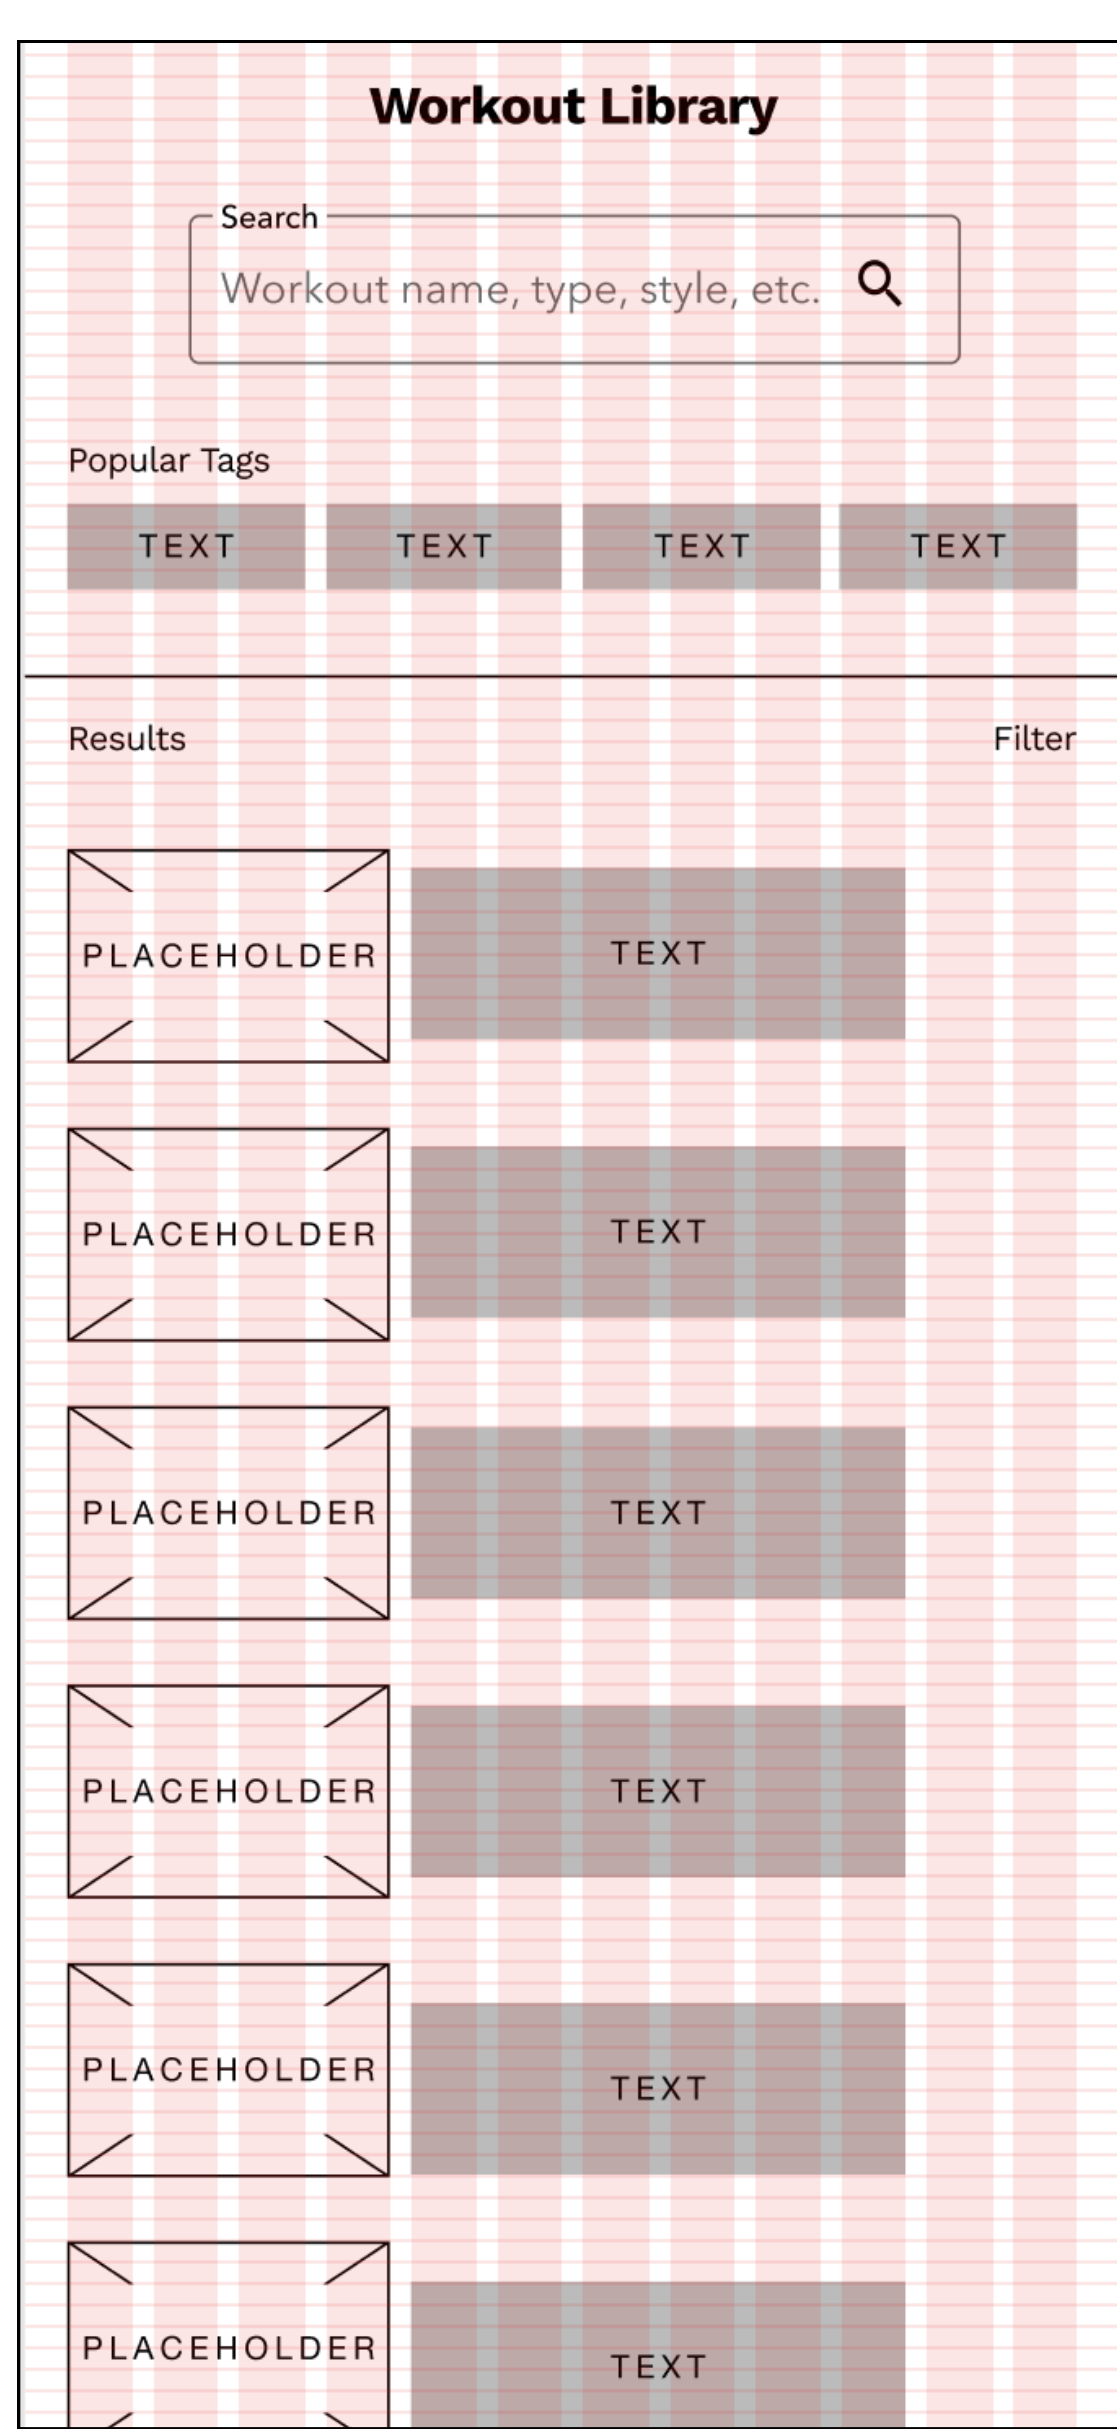 Workout Library
Search
Workout name, type, style, etc.
Popular Tags
TEXT TEXT TEXT TEXT
Results Filter
PLACEHOLDER TEXT
PLACEHOLDER TEXT
PLACEHOLDER TEXT
PLACEHOLDER TEXT
PLACEHOLDER TEXT
PLACEHOLDER TEXT